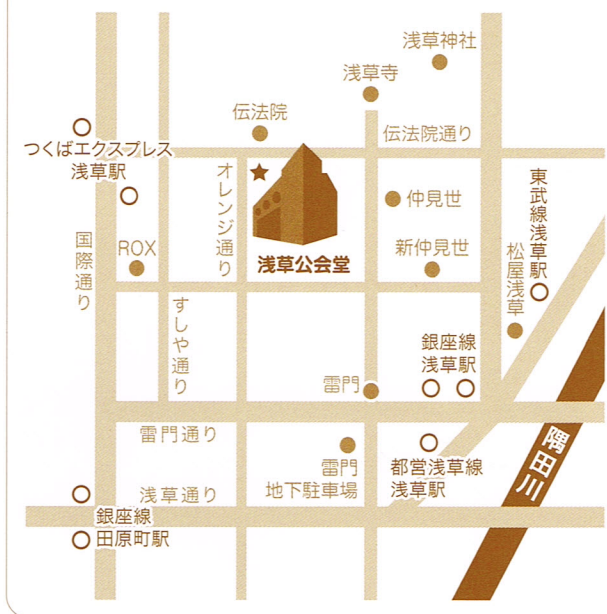 浅草神社
浅草寺
伝法院
伝法院通り
つくばエクスプレス
浅草駅
オレンジ通り
仲見世
東武線浅草駅
国際通り
ROX
浅草公会堂
新仲見世
松屋浅草
すしや通り
銀座線
浅草駅
雷門
雷門通り
雷門
地下駐車場
都営浅草線
浅草駅
隅田川
浅草通り
銀座線
田原町駅